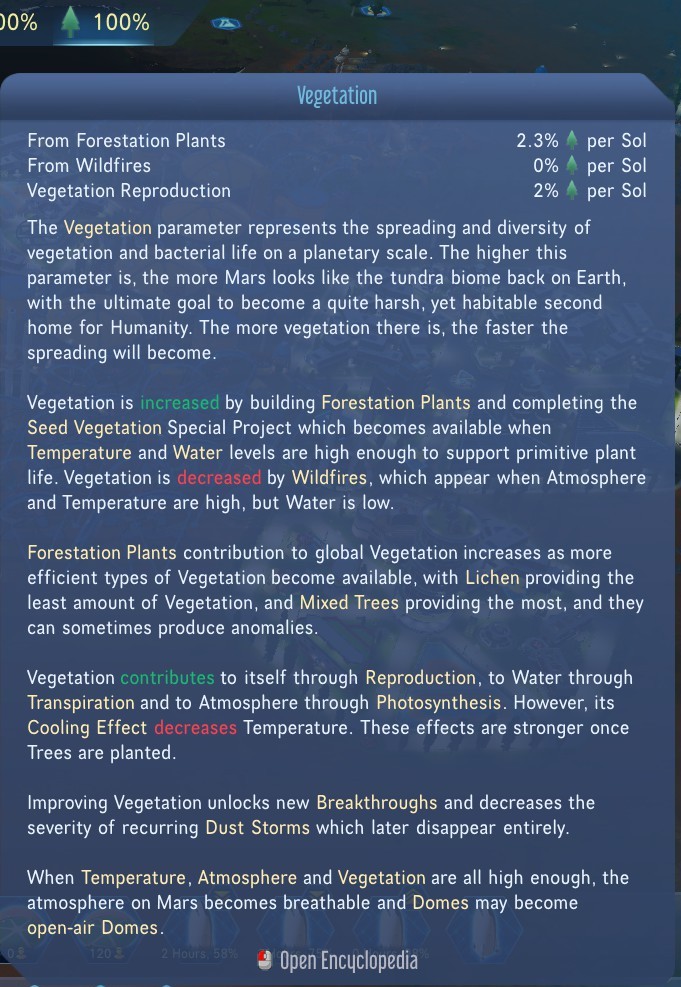 00% 100%
Vegetation
From Forestation Plants 2.3% per Sol
From Wildfires 0% per Sol
Vegetation Reproduction 2% per Sol
The Vegetation parameter represents the spreading and diversity of
vegetation and bacterial life on a planetary scale. The higher this
parameter is, the more Mars looks like the tundra biome back on Earth,
with the ultimate goal to become a quite harsh, yet habitable second
home for Humanity. The more vegetation there is, the faster the
spreading will become.
Vegetation is increased by building Forestation Plants and completing the
Seed Vegetation Special Project which becomes available when
Temperature and Water levels are high enough to support primitive plant
life. Vegetation is decreased by Wildfires, which appear when Atmosphere
and Temperature are high, but Water is low.
Forestation Plants contribution to global Vegetation increases as more
efficient types of Vegetation become available, with Lichen providing the
least amount of Vegetation, and Mixed Trees providing the most, and they
can sometimes produce anomalies.
Vegetation contributes to itself through Reproduction, to Water through
Transpiration and to Atmosphere through Photosynthesis. However, its
Cooling Effect decreases Temperature. These effects are stronger once
Trees are planted.
Improving Vegetation unlocks new Breakthroughs and decreases the
severity of recurring Dust Storms which later disappear entirely.
When Temperature, Atmosphere and Vegetation are all high enough, the
atmosphere on Mars becomes breathable and Domes may become
open-air Domes.
0 120 2 Hours, 58%
Open Encyclopedia